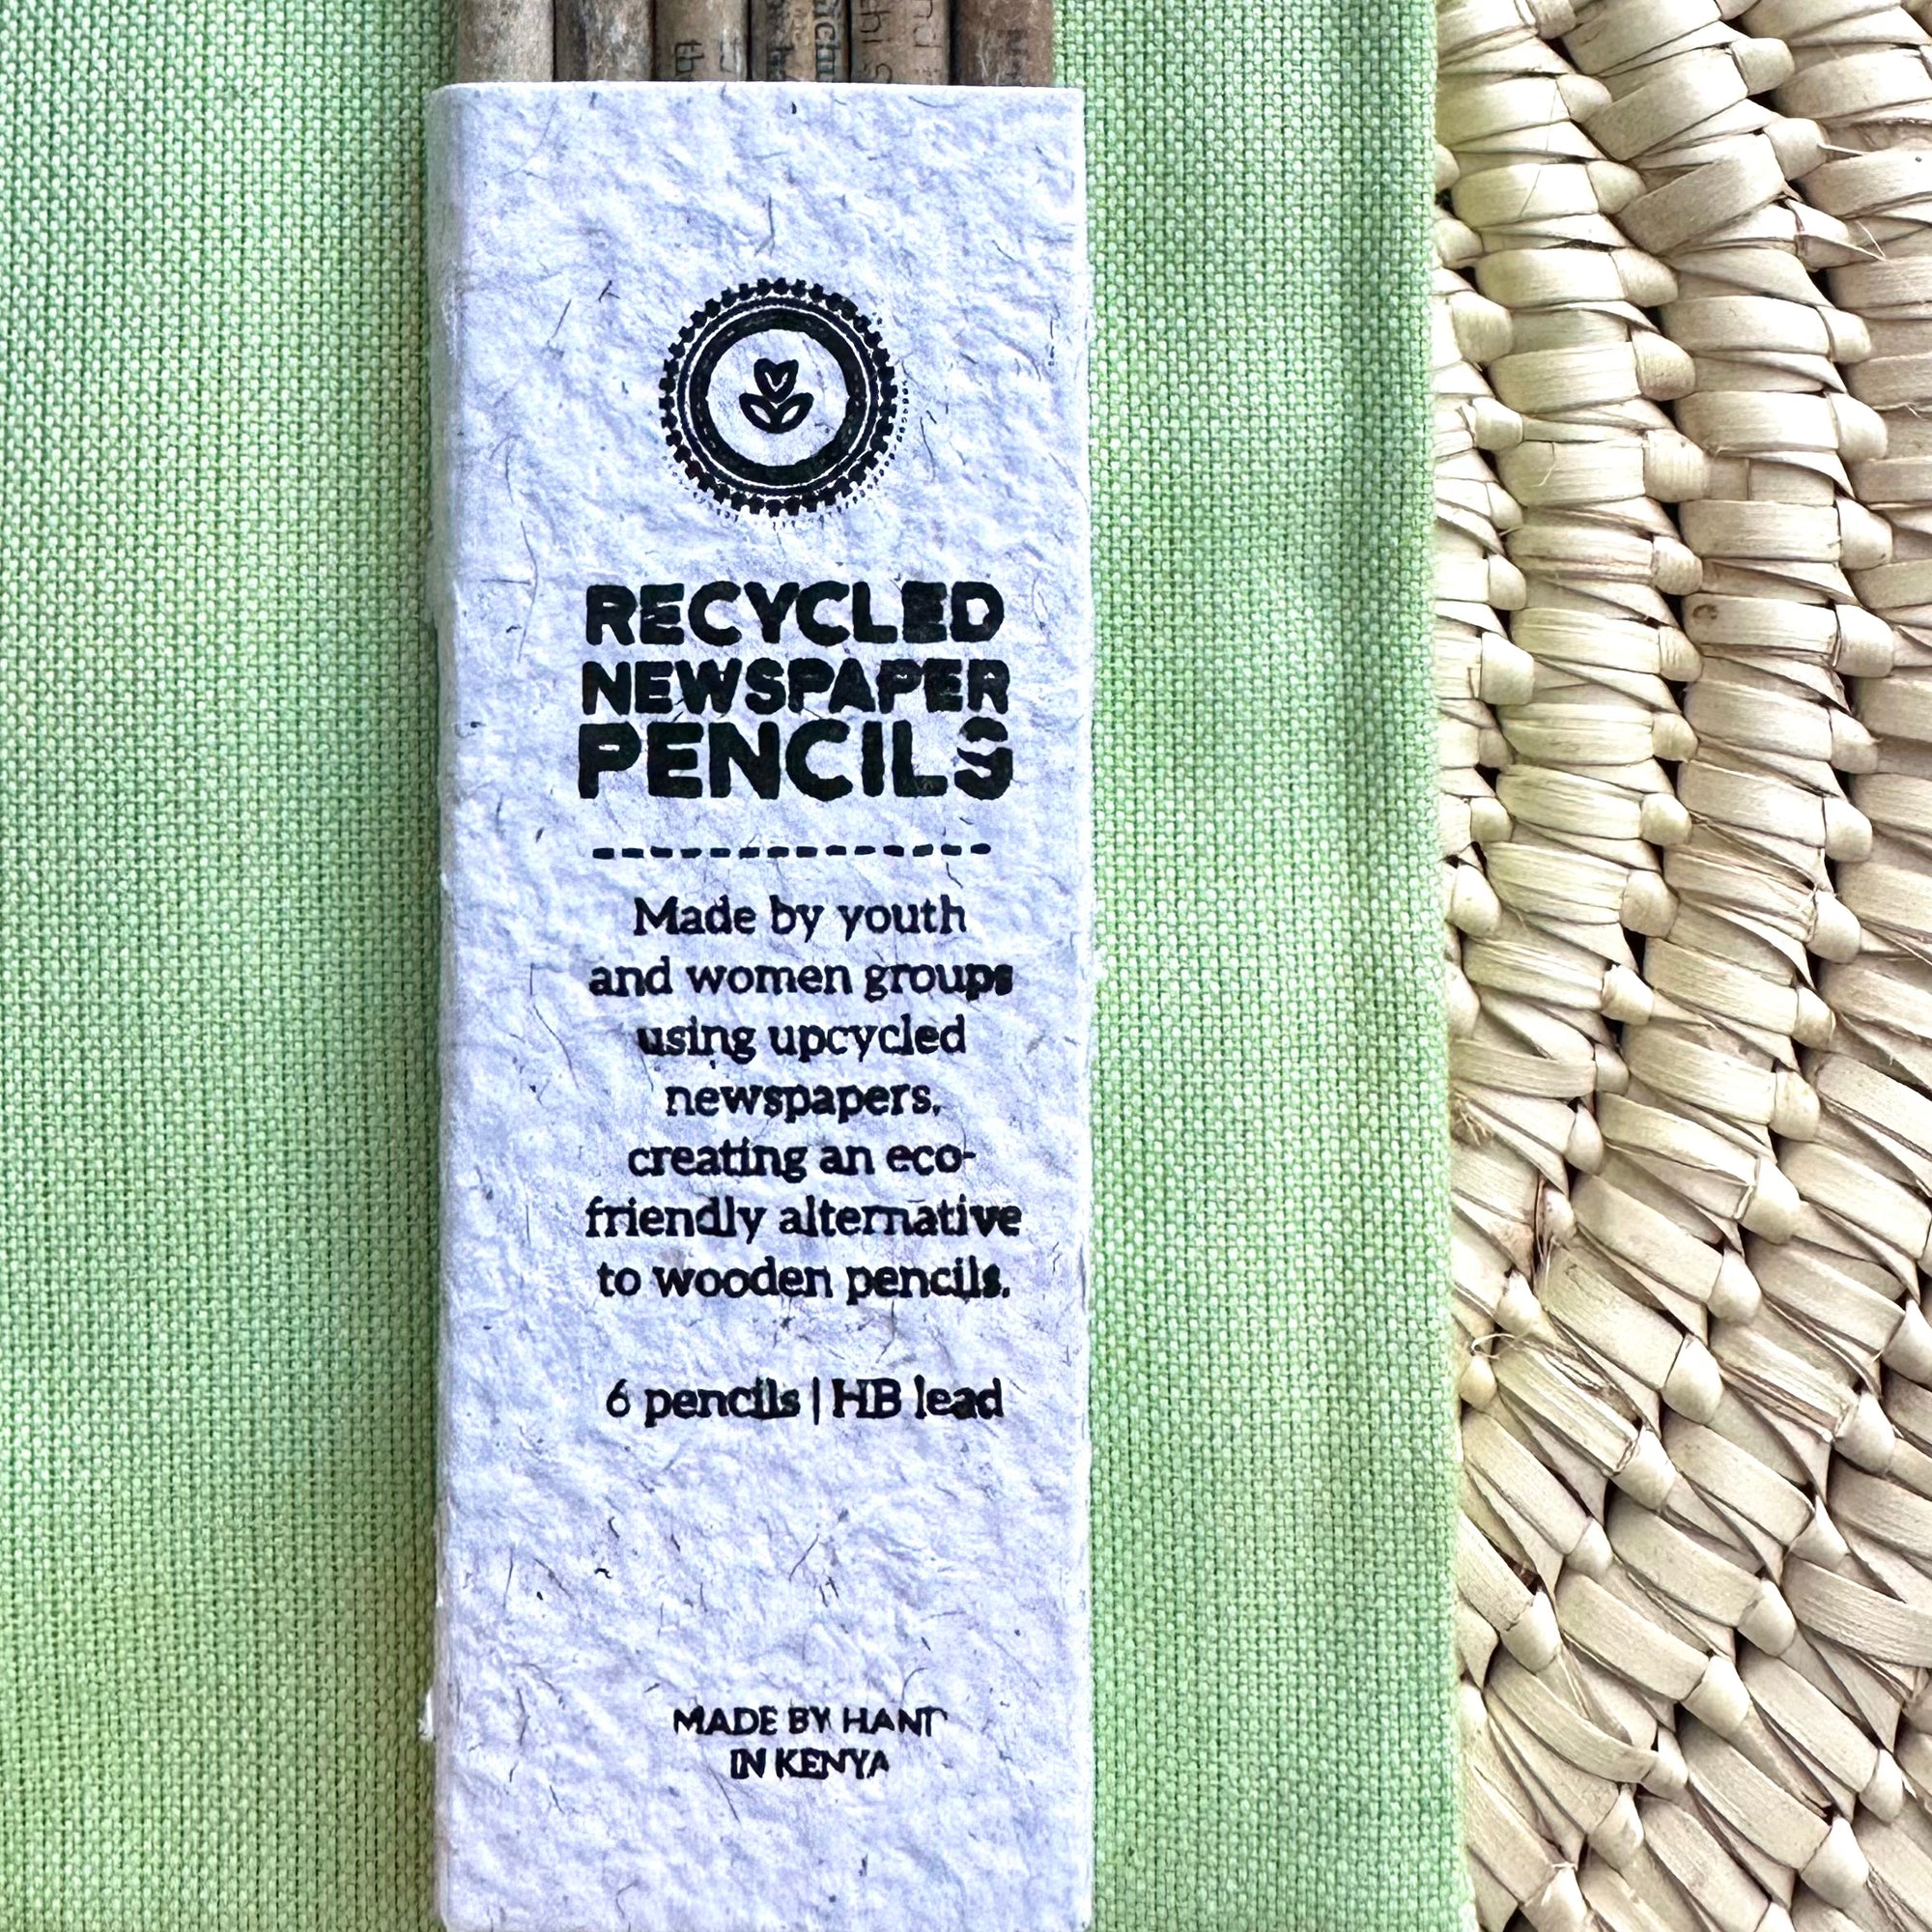 RECYCLED
NEWSPAPER
PENCILS
Made by youth
and women groups
using upcycled
newspapers,
creating an eco-
friendly alternative
to wooden pencils.
6 pencils | HB lead
MADE BY HAND
IN KENYA